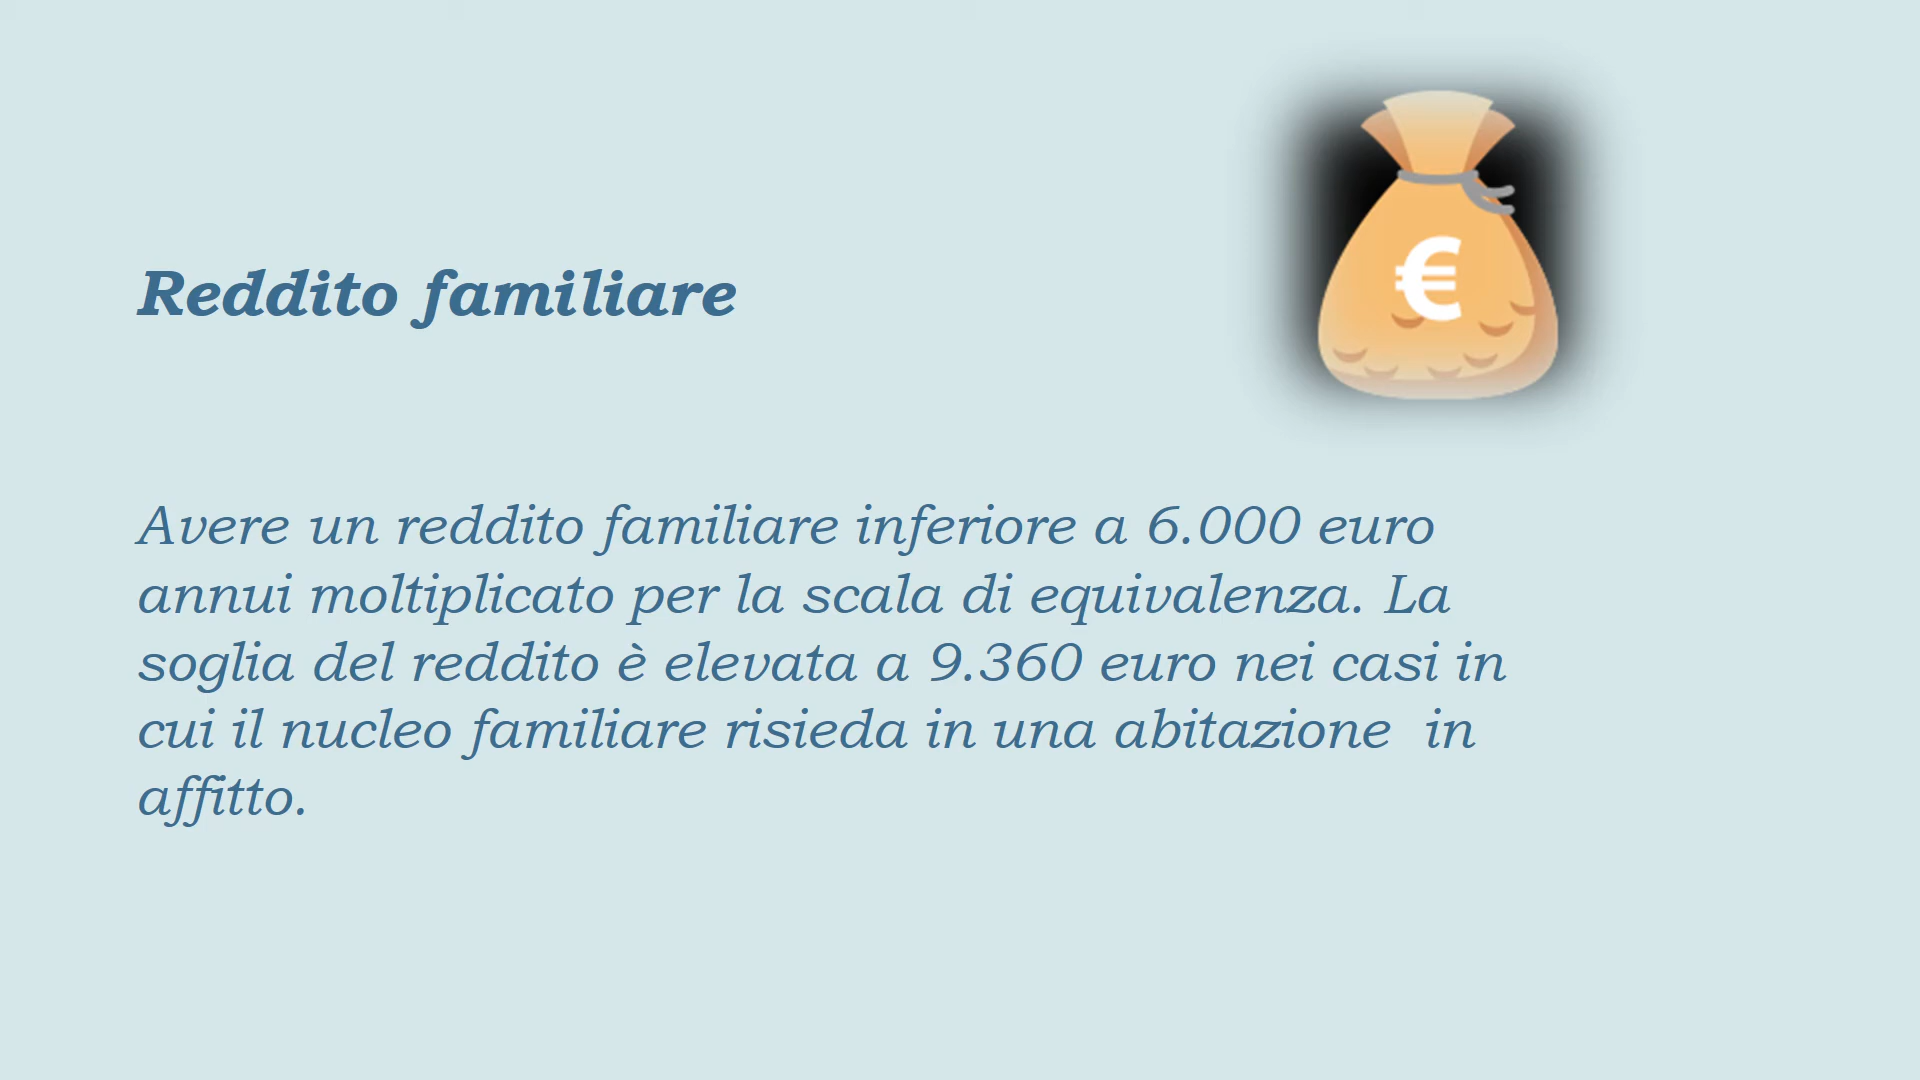 Reddito familiare
€
Avere un reddito familiare inferiore a 6.000 euro
annui moltiplicato per la scala di equivalenza. La
soglia del reddito è elevata a 9.360 euro nei casi in
cui il nucleo familiare risieda in una abitazione  in
affitto.